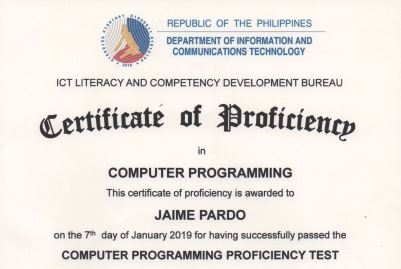 REPUBLIC OF THE PHILIPPINES
DEPARTMENT OF INFORMATION AND
COMMUNICATIONS TECHNOLOGY
ICT LITERACY AND COMPETENCY DEVELOPMENT BUREAU
Certificate of Proficiency
in
COMPUTER PROGRAMMING
This certificate of proficiency is awarded to
JAIME PARDO
on the 7th day of January 2019 for having successfully passed the
COMPUTER PROGRAMMING PROFICIENCY TEST